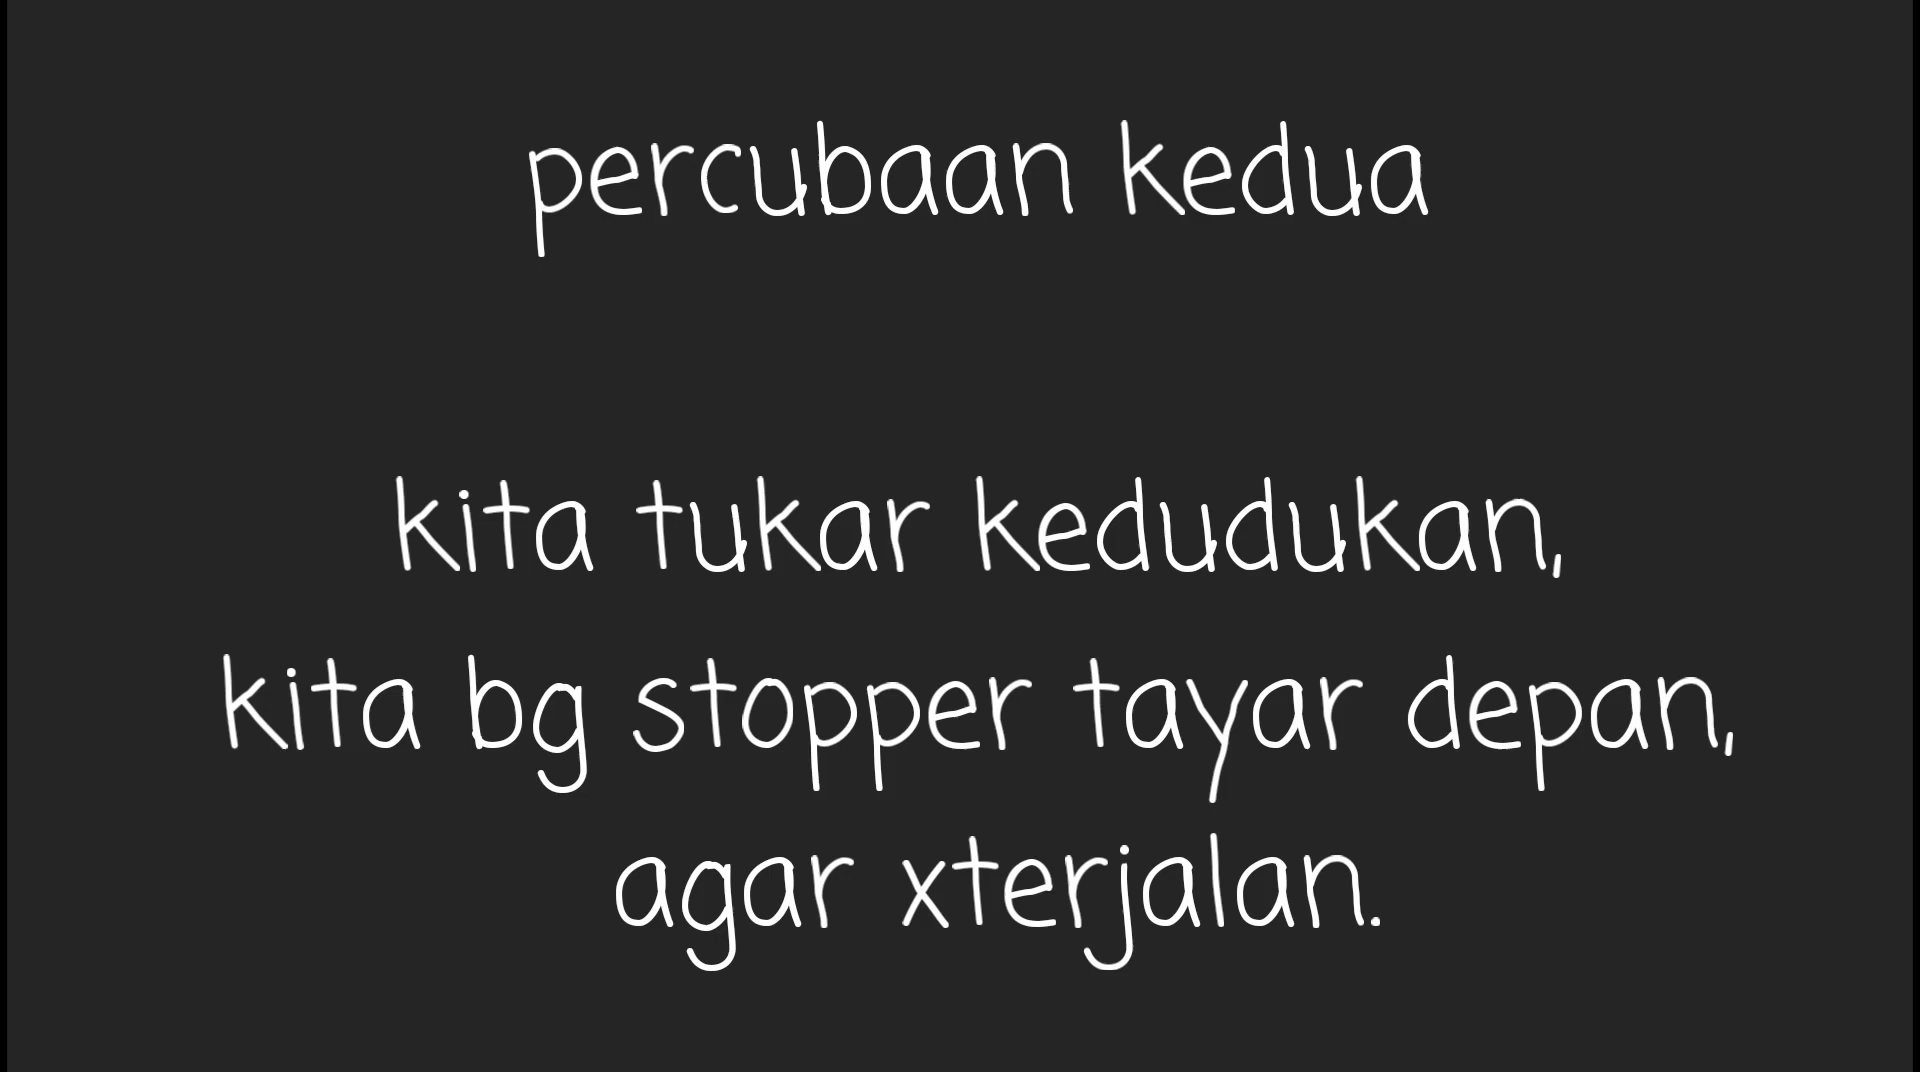 percubaan kedua
kita tukar kedudukan,
kita bg stopper tayar depan,
agar xterjalan.